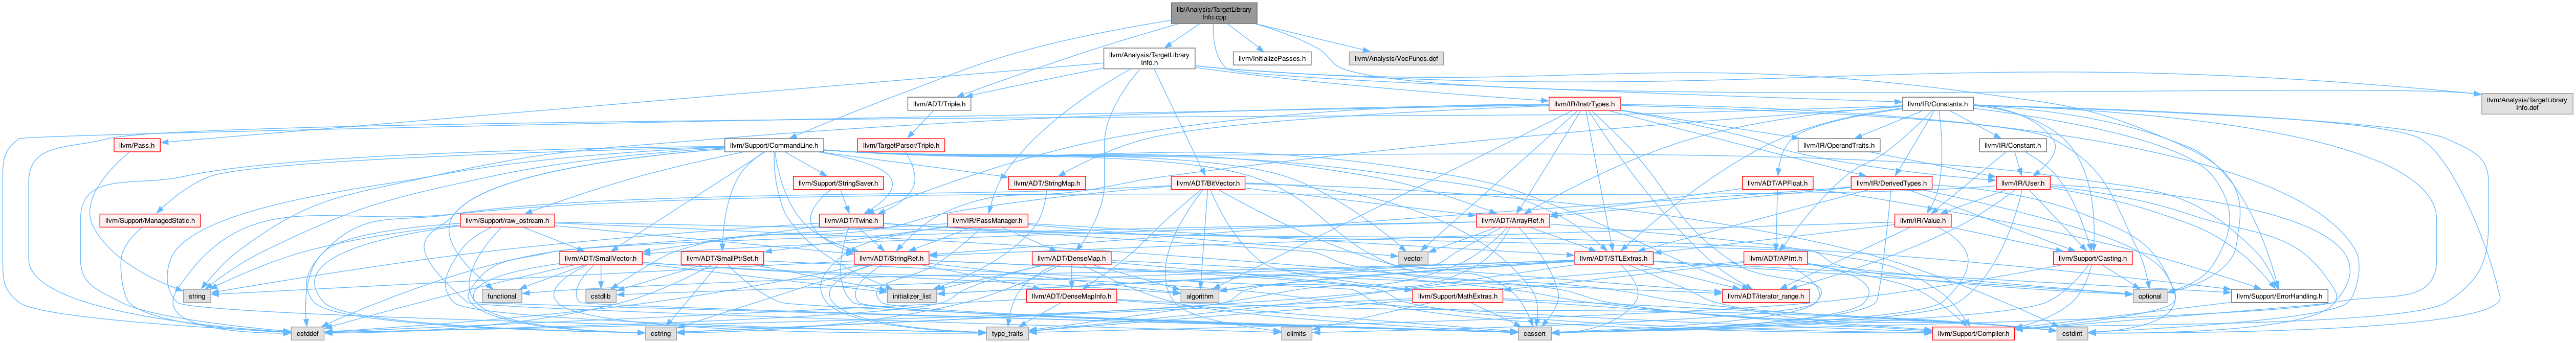 lib/Analysis/TargetLibrary
Info.cpp
llvm/Analysis/TargetLibrary
Info.h
llvm/InitializePasses.h
llvm/Analysis/VecFuncs.def
llvm/ADT/Triple.h
llvm/IR/InstrTypes.h
llvm/IR/Constants.h
llvm/Analysis/TargetLibrary
Info.def
llvm/Pass.h
llvm/Support/CommandLine.h
llvm/TargetParser/Triple.h
llvm/IR/OperandTraits.h
llvm/IR/Constant.h
llvm/Support/StringSaver.h
llvm/ADT/StringMap.h
llvm/ADT/BitVector.h
llvm/ADT/APFloat.h
llvm/IR/DerivedTypes.h
llvm/IR/User.h
llvm/Support/ManagedStatic.h
llvm/Support/raw_ostream.h
llvm/ADT/Twine.h
llvm/IR/PassManager.h
llvm/ADT/ArrayRef.h
llvm/IR/Value.h
llvm/ADT/SmallVector.h
llvm/ADT/SmallPtrSet.h
llvm/ADT/StringRef.h
llvm/ADT/DenseMap.h
vector
llvm/ADT/STLExtras.h
llvm/ADT/APInt.h
llvm/Support/Casting.h
string
functional
cstdlib
initializer_list
llvm/ADT/DenseMapInfo.h
algorithm
llvm/Support/MathExtras.h
llvm/ADT/iterator_range.h
optional
llvm/Support/ErrorHandling.h
cstddef
cstring
type_traits
climits
cassert
llvm/Support/Compiler.h
cstdint